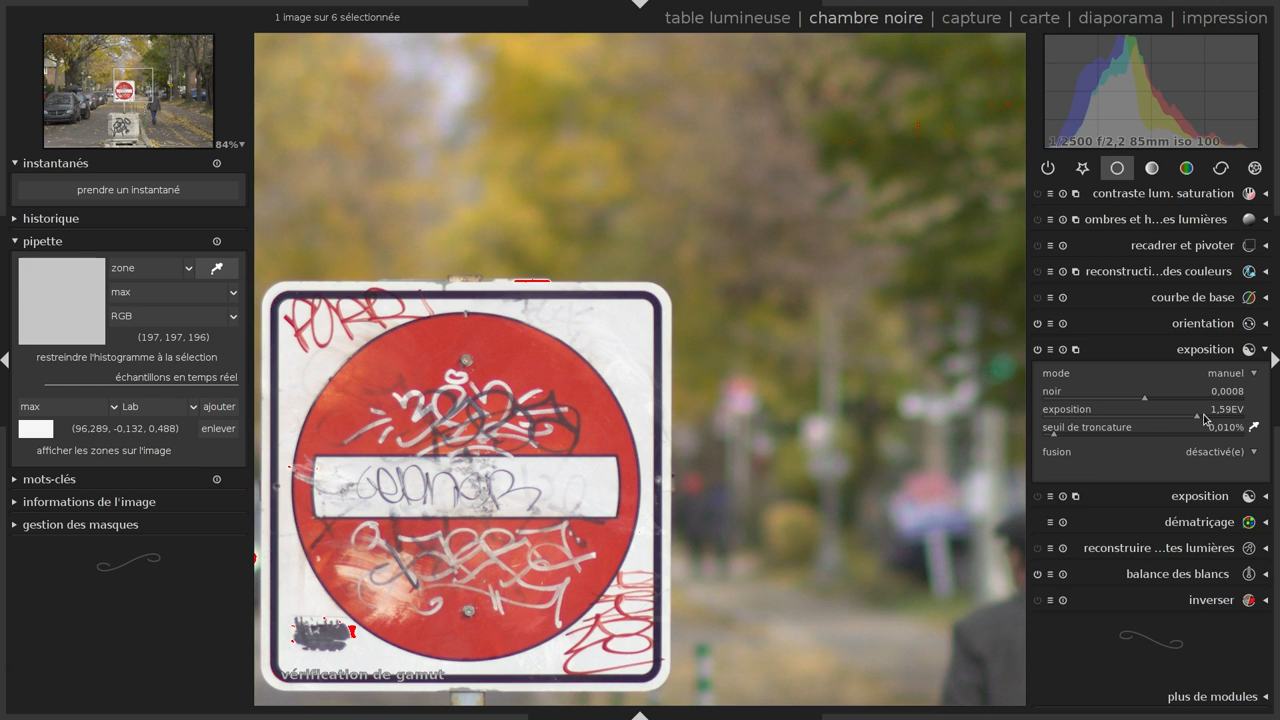 1 image sur 6 sélectionnée
table lumineuse | chambre noire | capture | carte | diaporama | impression
84%
instantanés
prendre un instantané
historique
pipette
zone
max
RGB
(197, 197, 196)
restreindre l'histogramme à la sélection
échantillons en temps réel
max Lab ajouter
(96,289, -0,132, 0,488) enlever
afficher les zones sur l'image
mots-clés
informations de l'image
gestion des masques
vérification de gamut
1/2500 f/2,2 85mm iso 100
contraste lum. saturation
ombres et h...es lumières
recadrer et pivoter
reconstructi...des couleurs
courbe de base
orientation
exposition
mode manuel
noir 0,0008
exposition 1,59EV
seuil de troncature 0,010%
fusion désactivé(e)
exposition
dématriçage
reconstruire ...tes lumières
balance des blancs
inverser
plus de modules